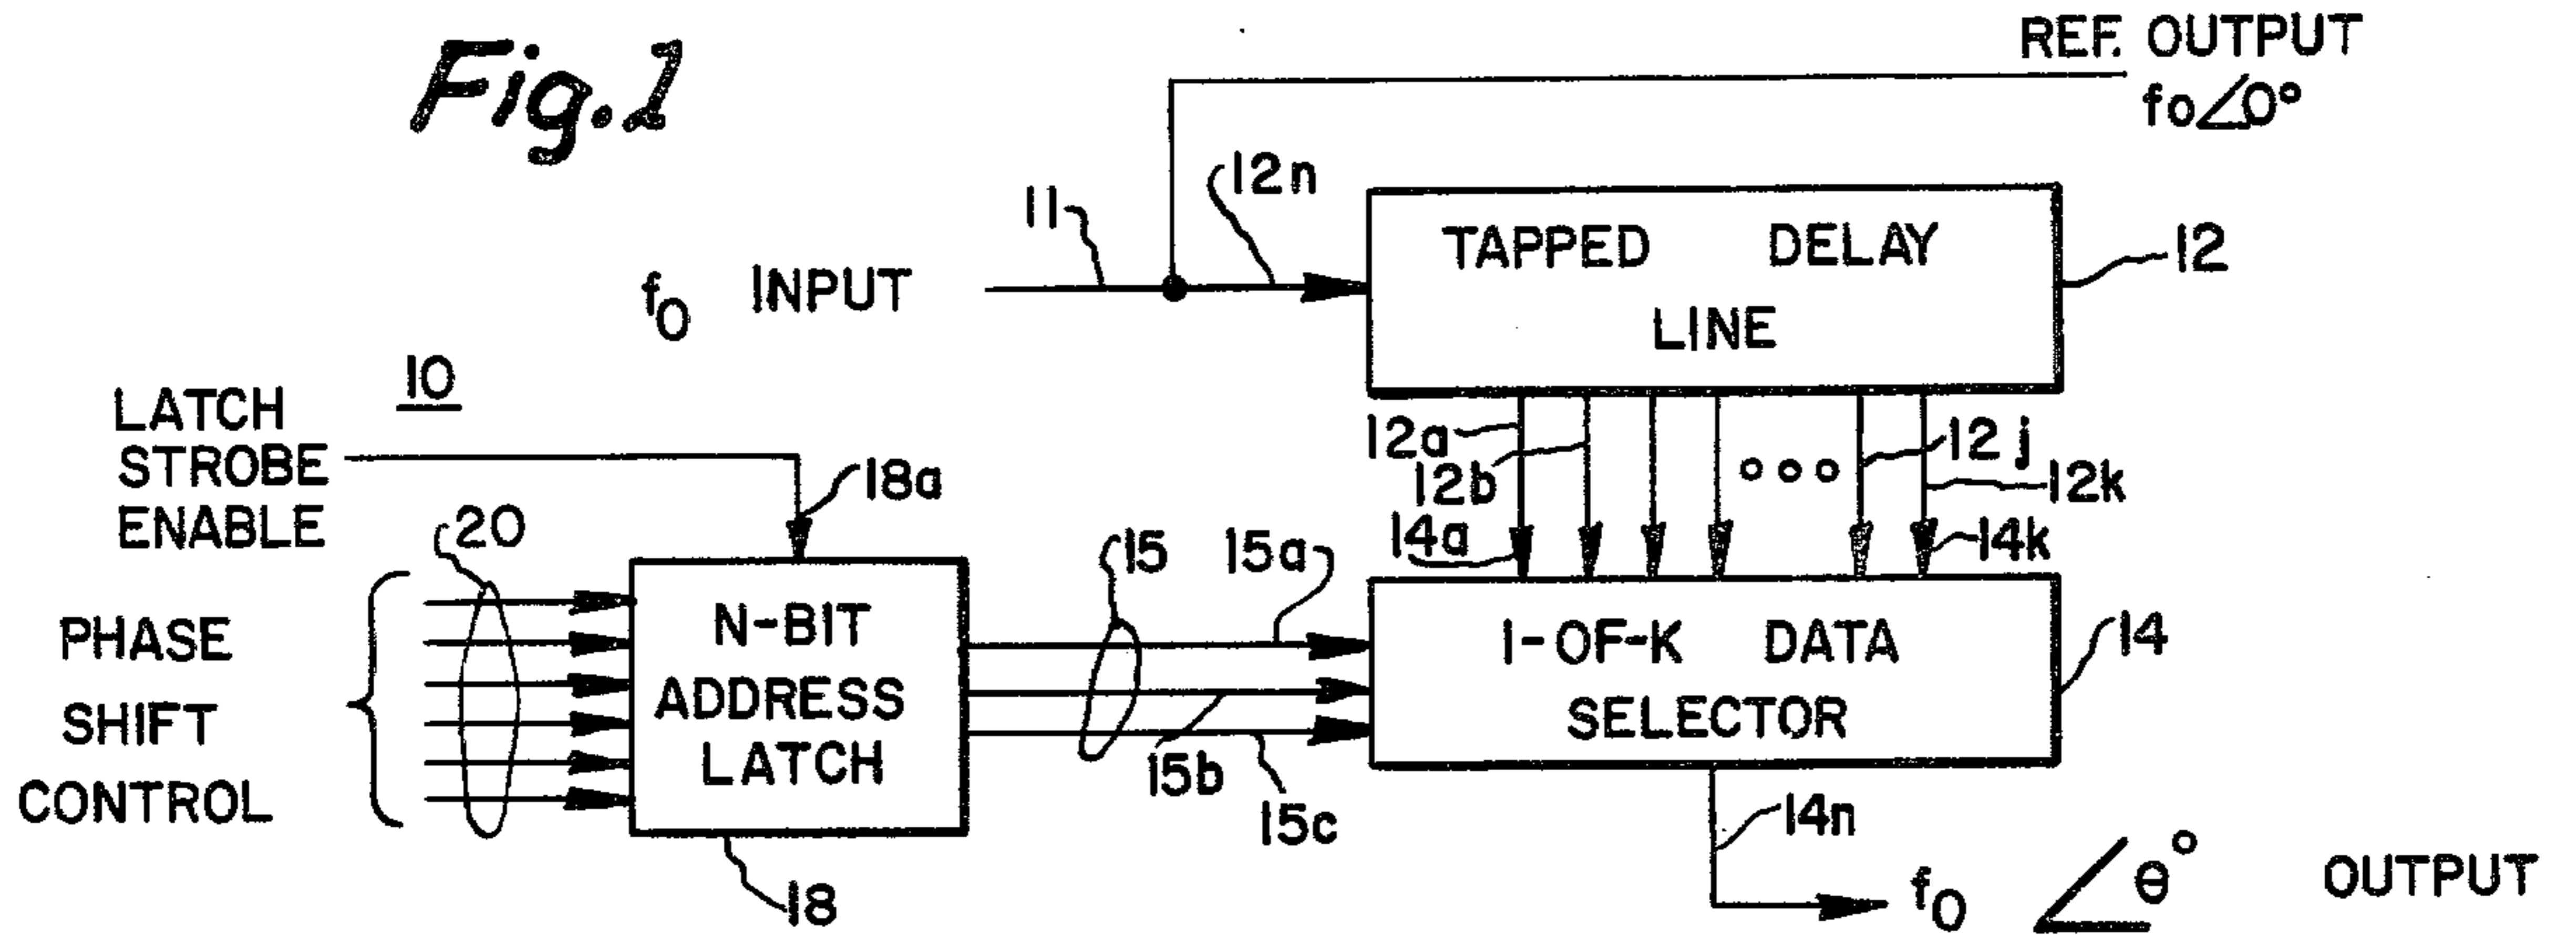 Fig. 1
REF. OUTPUT
fo∠0°
12n
11
f0 INPUT
TAPPED DELAY
LINE
12
10
LATCH
STROBE
ENABLE
18a
12a
12b
12j
12k
14a
14k
20
PHASE
SHIFT
CONTROL
N-BIT
ADDRESS
LATCH
18
15
15a
15b
15c
1-OF-K DATA
SELECTOR
14
14n
f0 ∠θ° OUTPUT